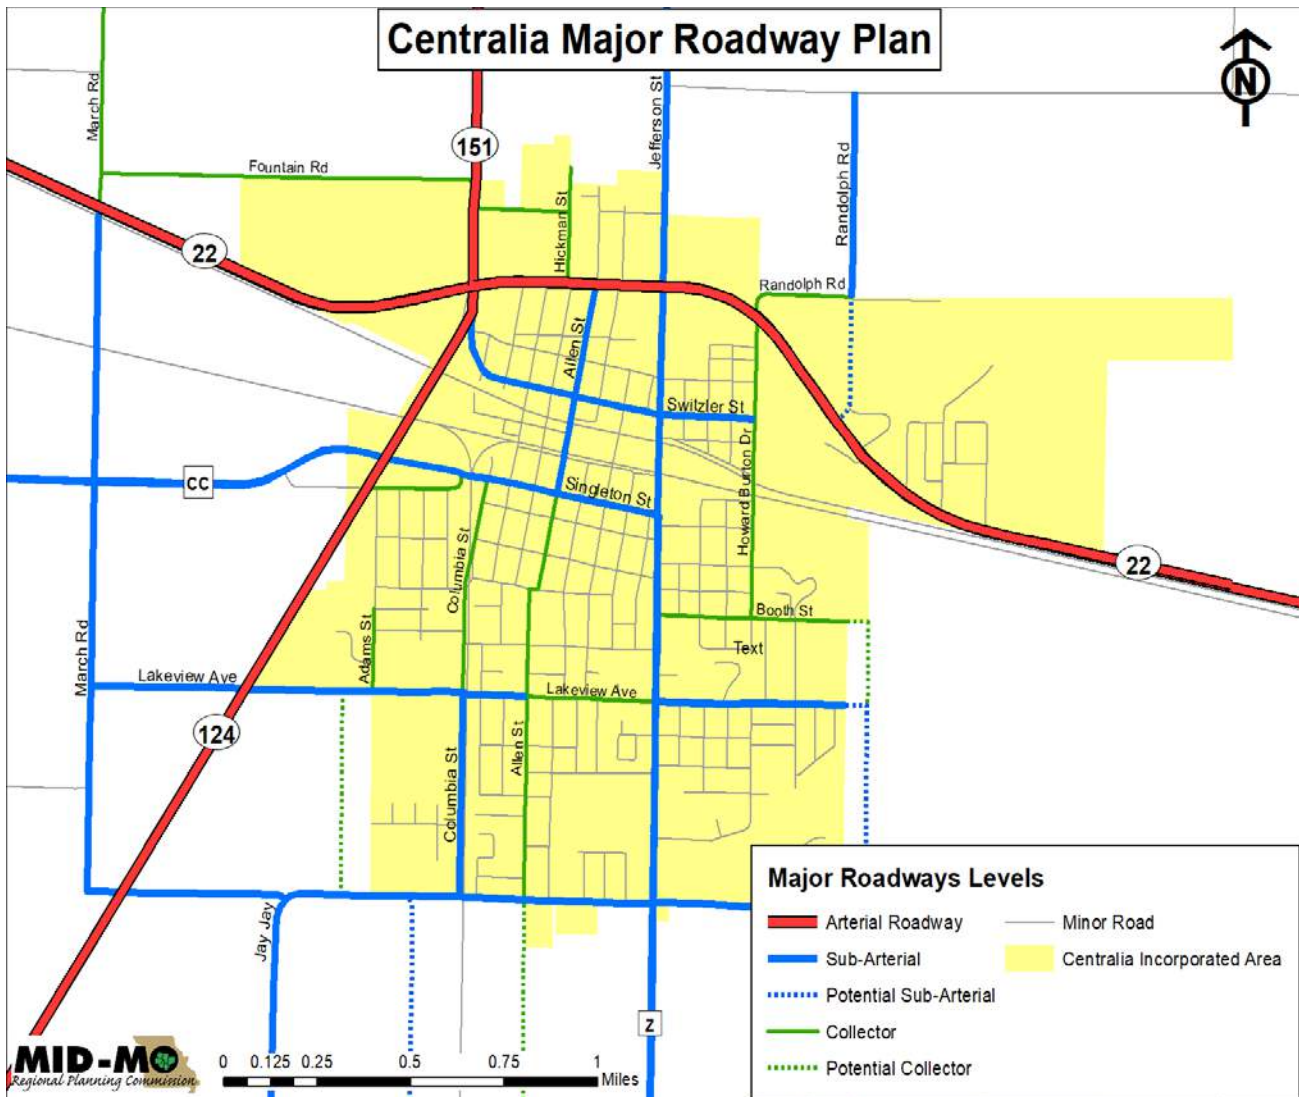 Centralia Major Roadway Plan
N
March Rd
151
Jefferson St
Fountain Rd
Hickman St
Randolph Rd
22
Randolph Rd
Allen St
Switzler St
CC
Singleton St
Howard Burton Dr
Columbia St
22
Booth St
Adams St
Text
March Rd
Lakeview Ave
Lakeview Ave
124
Allen St
Columbia St
Jay Jay
Z
Major Roadways Levels
Arterial Roadway
Minor Road
Sub-Arterial
Centralia Incorporated Area
Potential Sub-Arterial
Collector
Potential Collector
MID-MO
Regional Planning Commission
0 0.125 0.25 0.5 0.75 1
Miles